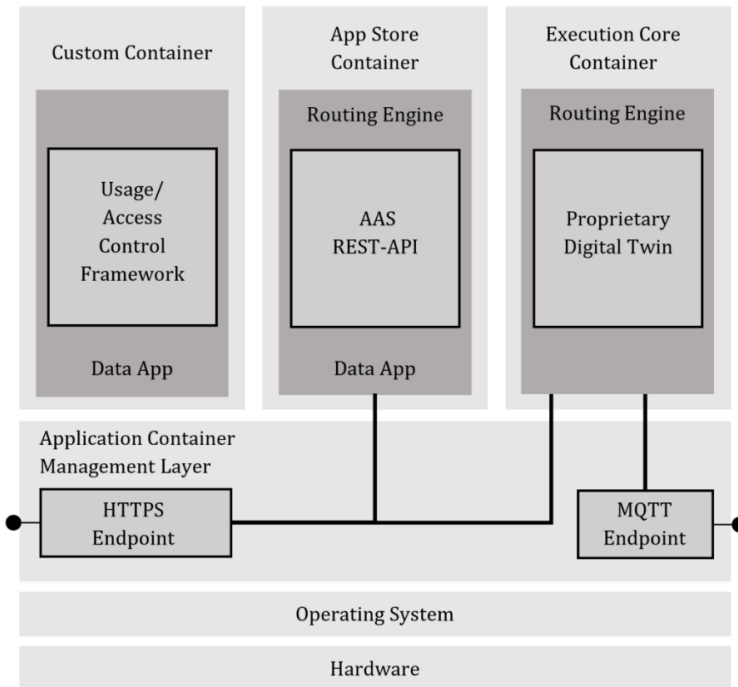 Custom Container
App Store
Container
Execution Core
Container
Usage/
Access
Control
Framework
Data App
Routing Engine
AAS
REST-API
Data App
Routing Engine
Proprietary
Digital Twin
Application Container
Management Layer
HTTPS
Endpoint
MQTT
Endpoint
Operating System
Hardware